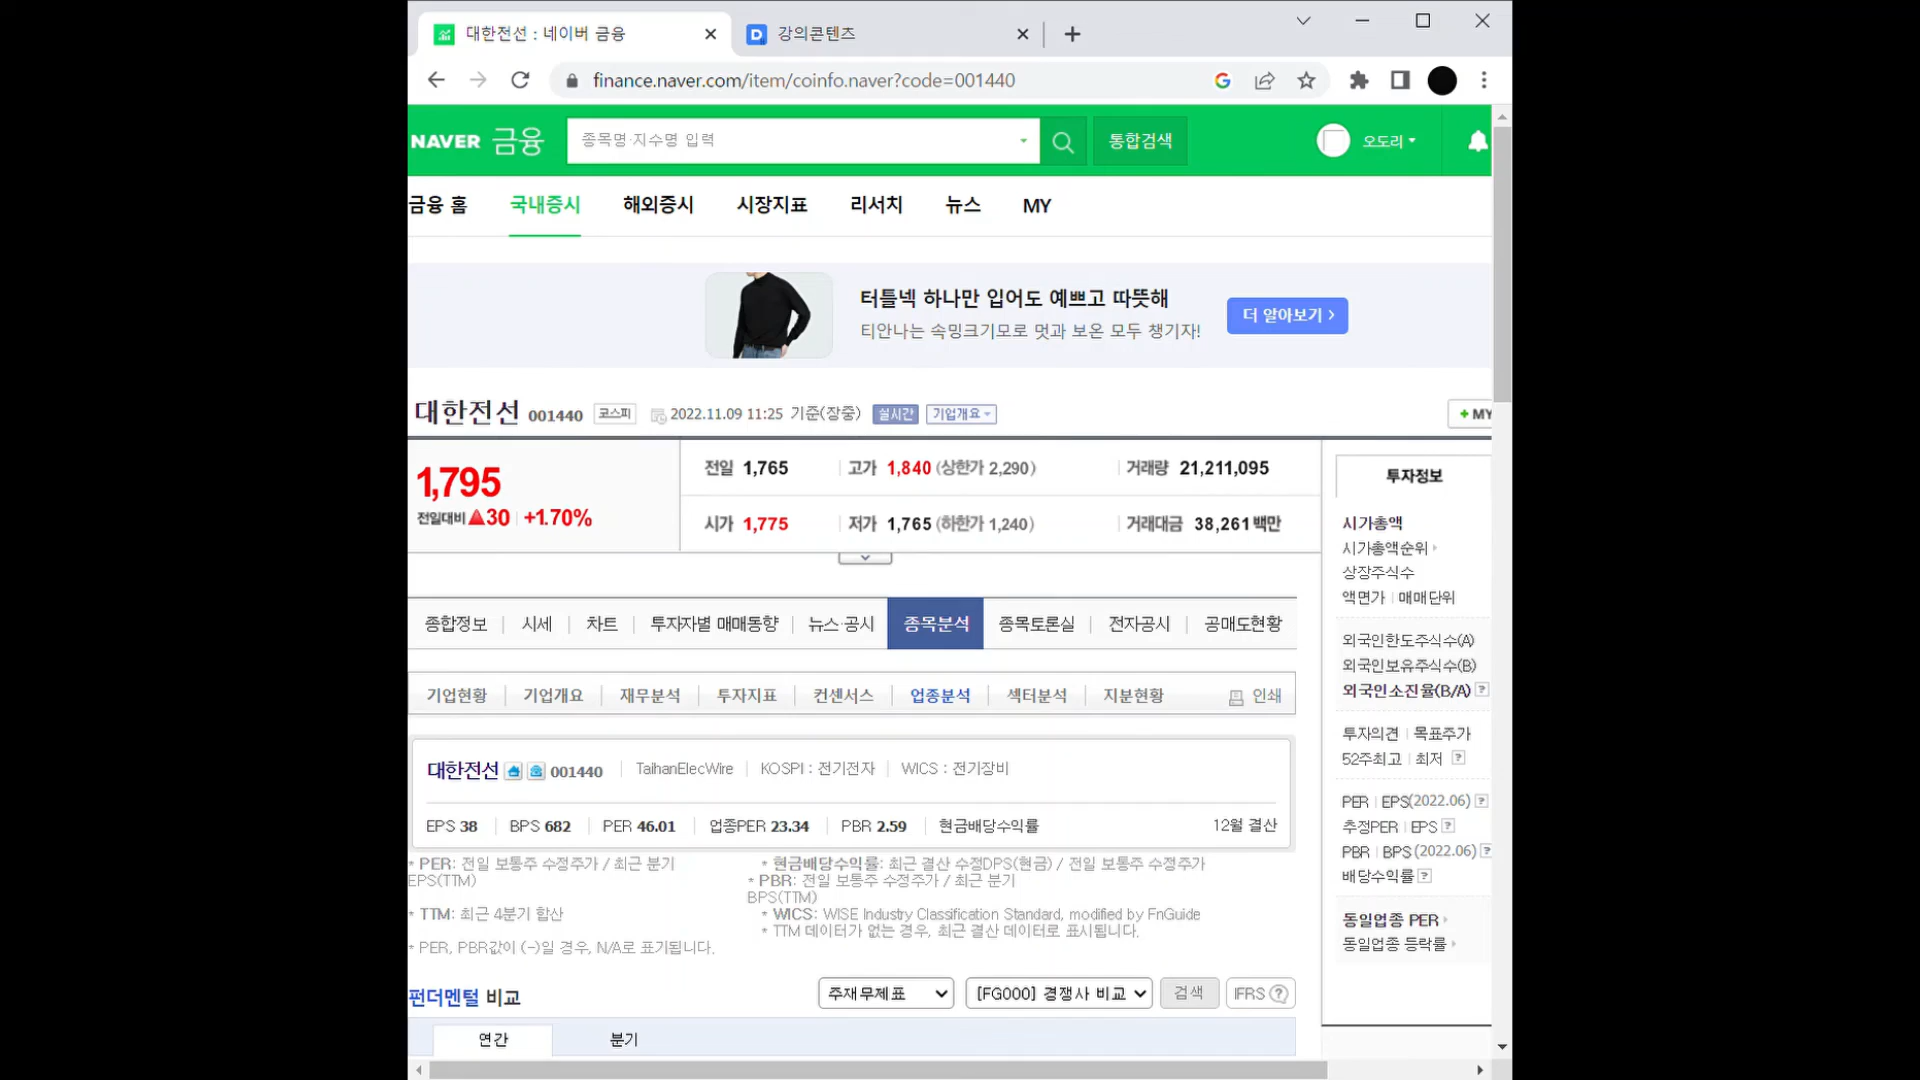 대한전선 : 네이버 금융
강의콘텐츠
finance.naver.com/item/coinfo.naver?code=001440
NAVER 금융
종목명·지수명 입력
통합검색
오도리
금융 홈 국내증시 해외증시 시장지표 리서치 뉴스 MY
터틀넥 하나만 입어도 예쁘고 따뜻해
티안나는 속밍크기모로 멋과 보온 모두 챙기자!
더 알아보기 >
대한전선 001440 코스피 2022.11.09 11:25 기준(장중) 실시간 기업개요
+ MY
1,795
전일대비 ▲30 +1.70%
전일 1,765 고가 1,840 (상한가 2,290) 거래량 21,211,095
시가 1,775 저가 1,765 (하한가 1,240) 거래대금 38,261 백만
종합정보 시세 차트 투자자별 매매동향 뉴스·공시 종목분석 종목토론실 전자공시 공매도현황
기업현황 기업개요 재무분석 투자지표 컨센서스 업종분석 섹터분석 지분현황 인쇄
대한전선 001440 TaihanElecWire KOSPI : 전기전자 WICS : 전기장비
EPS 38 BPS 682 PER 46.01 업종PER 23.34 PBR 2.59 현금배당수익률 12월 결산
* PER: 전일 보통주 수정주가 / 최근 분기
EPS(TTM)
* TTM: 최근 4분기 합산
* PER, PBR값이 (-)일 경우, N/A로 표기됩니다.
* 현금배당수익률: 최근 결산 수정DPS(현금) / 전일 보통주 수정주가
* PBR: 전일 보통주 수정주가 / 최근 분기
BPS(TTM)
* WICS: WISE Industry Classification Standard, modified by FnGuide
* TTM 데이터가 없는 경우, 최근 결산 데이터로 표시됩니다.
펀더멘털 비교
주재무제표 [FG000] 경쟁사 비교 검색 IFRS ?
연간 분기
투자정보
시가총액
시가총액순위
상장주식수
액면가 | 매매단위
외국인한도주식수(A)
외국인보유주식수(B)
외국인소진율(B/A) ?
투자의견 | 목표주가
52주최고 | 최저 ?
PER | EPS(2022.06) ?
추정PER | EPS ?
PBR | BPS (2022.06) ?
배당수익률 ?
동일업종 PER
동일업종 등락률